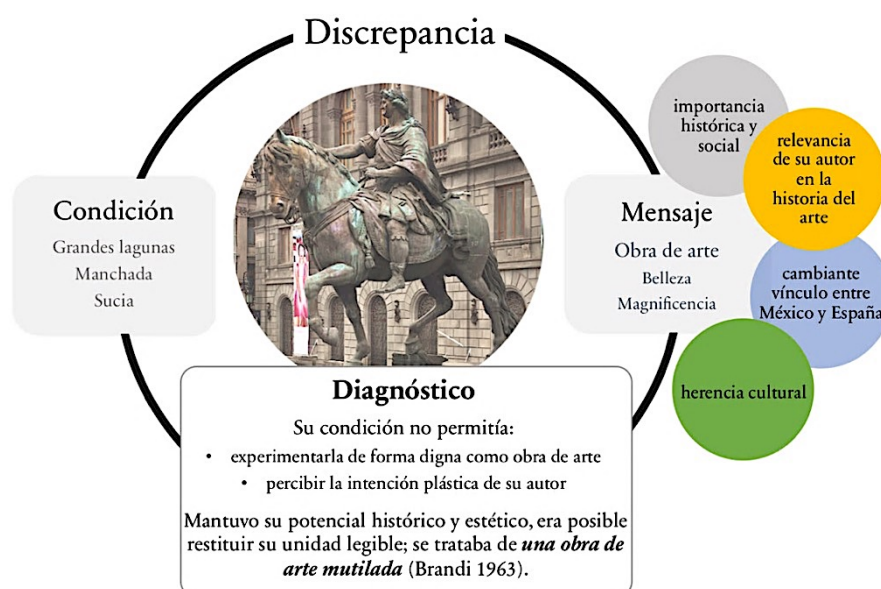 Discrepancia
Condición
Grandes lagunas
Manchada
Sucia
Mensaje
Obra de arte
Belleza
Magnificencia
importancia
histórica y
social
relevancia
de su autor
en la
historia del
arte
cambiante
vínculo entre
México y España
herencia cultural
Diagnóstico
Su condición no permitía:
• experimentarla de forma digna como obra de arte
• percibir la intención plástica de su autor
Mantuvo su potencial histórico y estético, era posible
restituir su unidad legible; se trataba de una obra de
arte mutilada (Brandi 1963).